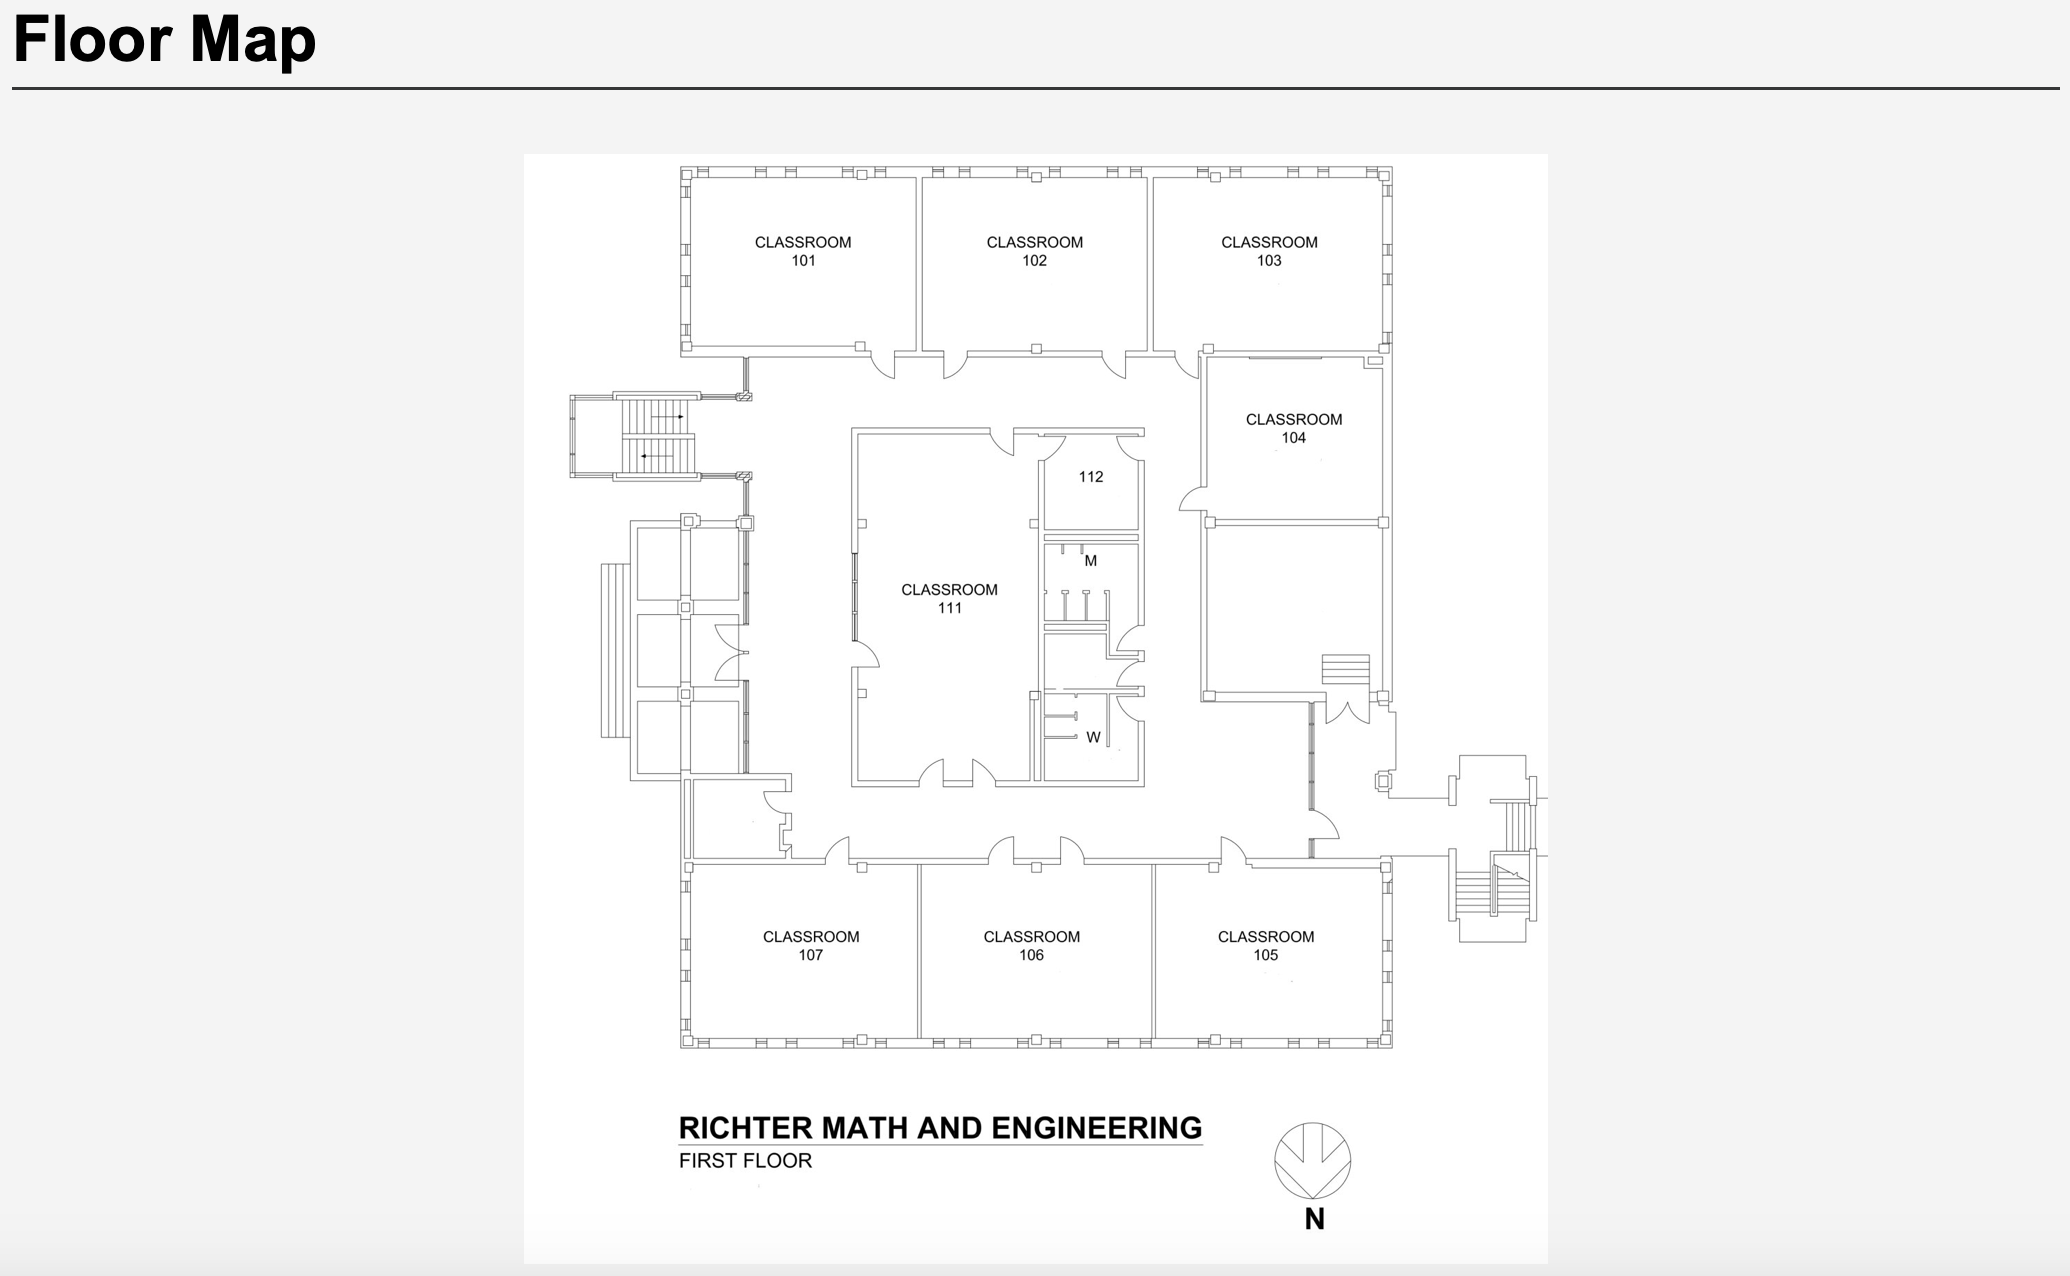 Floor Map
CLASSROOM
101
CLASSROOM
102
CLASSROOM
103
CLASSROOM
104
112
M
CLASSROOM
111
W
CLASSROOM
107
CLASSROOM
106
CLASSROOM
105
RICHTER MATH AND ENGINEERING
FIRST FLOOR
N